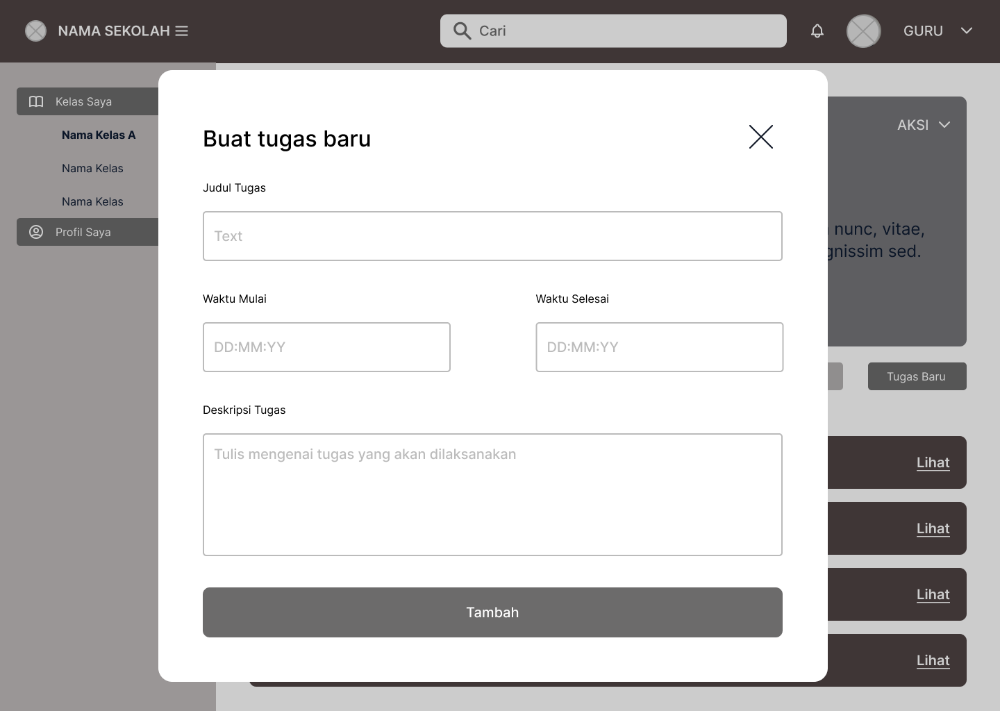 NAMA SEKOLAH
Cari
GURU
Kelas Saya
Nama Kelas A
Nama Kelas
Nama Kelas
Profil Saya
AKSI
nunc, vitae,
gnissim sed.
Tugas Baru
Lihat
Lihat
Lihat
Lihat
Buat tugas baru
Judul Tugas
Text
Waktu Mulai
Waktu Selesai
DD:MM:YY
DD:MM:YY
Deskripsi Tugas
Tulis mengenai tugas yang akan dilaksanakan
Tambah